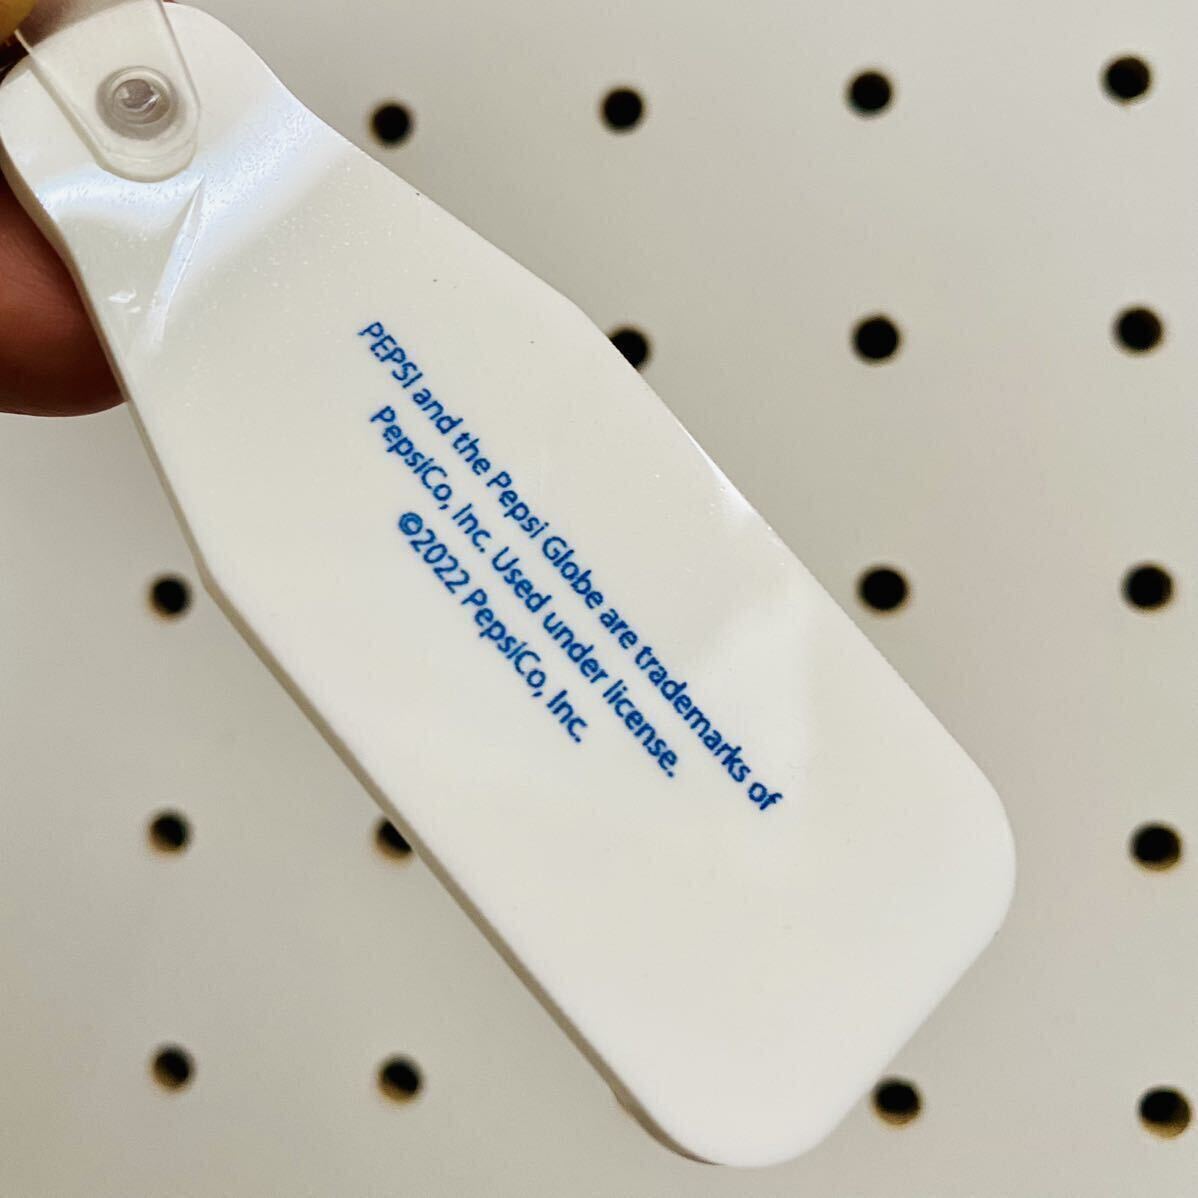 PEPSI and the Pepsi Globe are trademarks of
PepsiCo, Inc. Used under license.
©2022 PepsiCo, Inc.